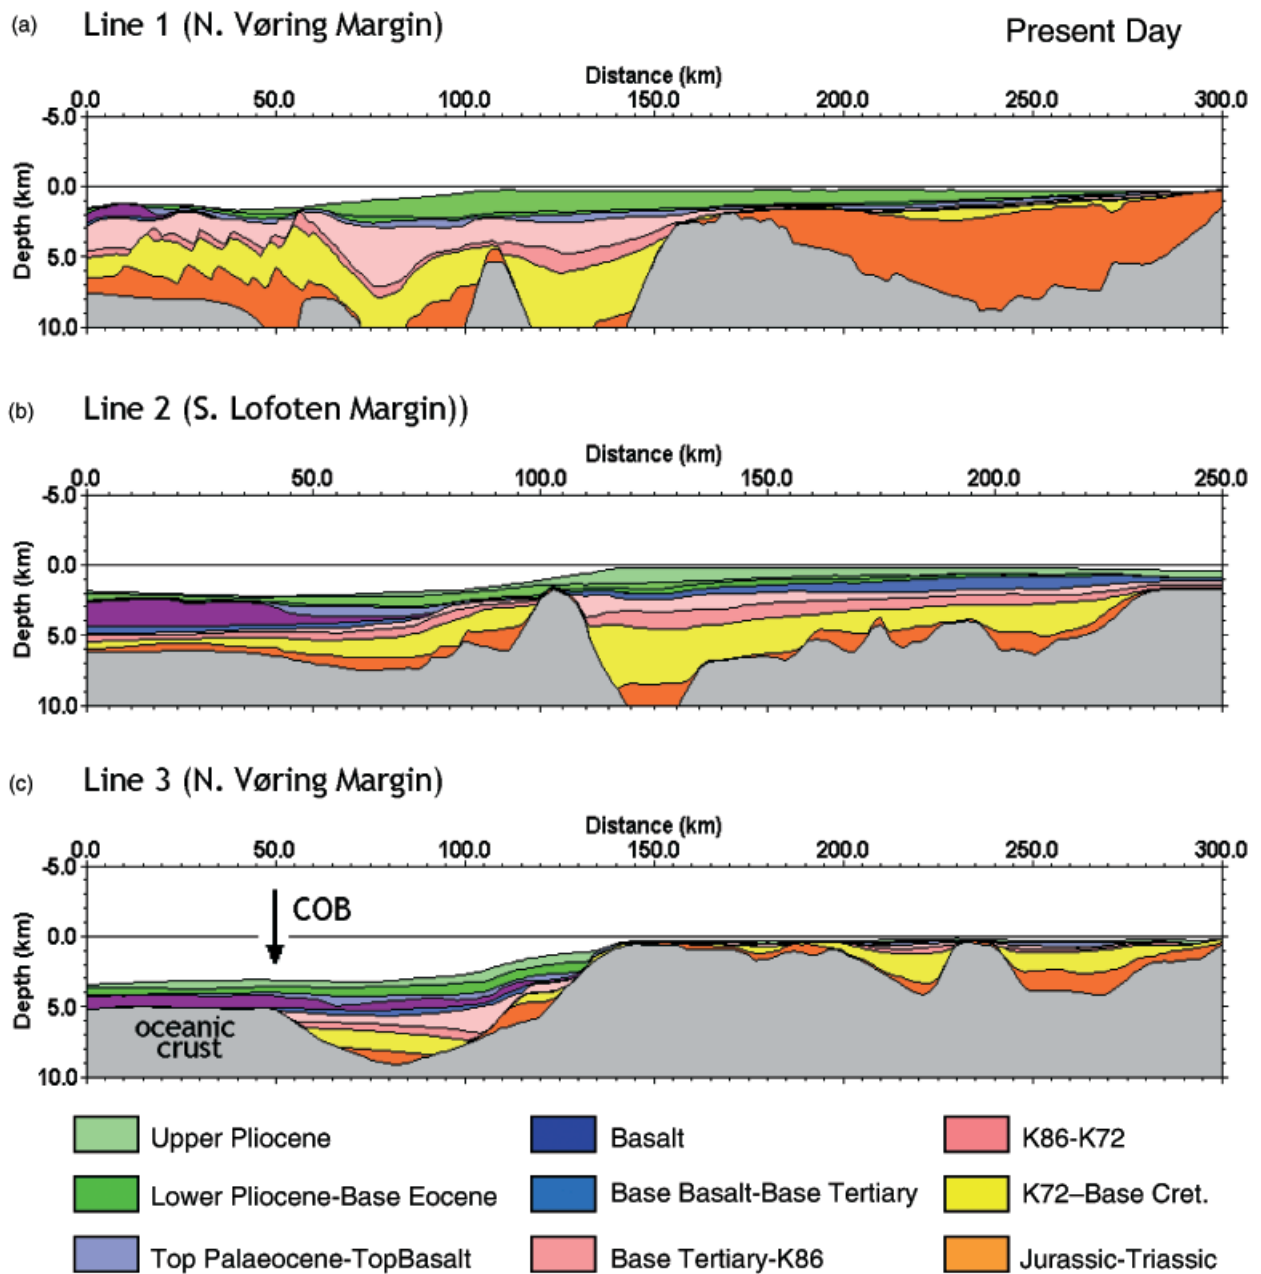 (a) Line 1 (N. Vøring Margin)
Present Day
Distance (km)
0.0 50.0 100.0 150.0 200.0 250.0 300.0
-5.0
0.0
5.0
10.0
Depth (km)
(b) Line 2 (S. Lofoten Margin))
Distance (km)
0.0 50.0 100.0 150.0 200.0 250.0
-5.0
0.0
5.0
10.0
Depth (km)
(c) Line 3 (N. Vøring Margin)
Distance (km)
0.0 50.0 100.0 150.0 200.0 250.0 300.0
-5.0
0.0
5.0
10.0
Depth (km)
COB
oceanic
crust
Upper Pliocene
Basalt
K86-K72
Lower Pliocene-Base Eocene
Base Basalt-Base Tertiary
K72–Base Cret.
Top Palaeocene-TopBasalt
Base Tertiary-K86
Jurassic-Triassic